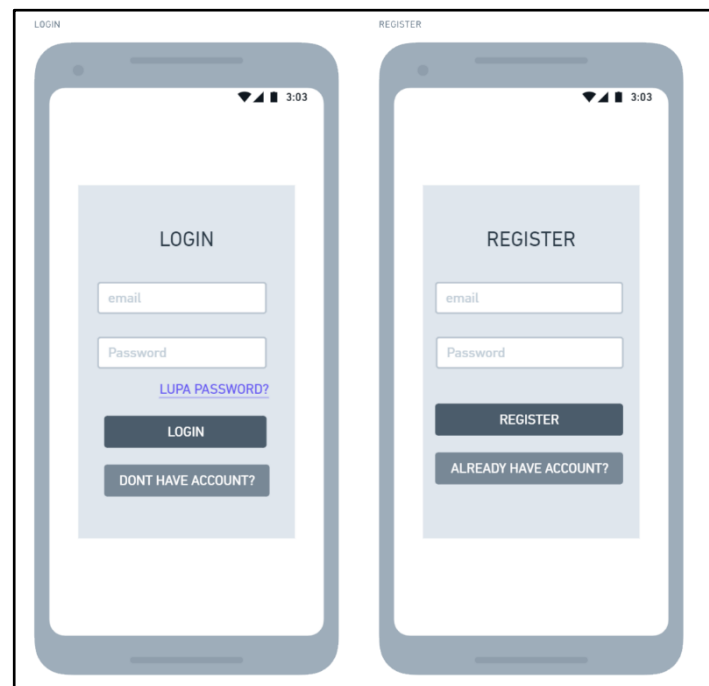 LOGIN
REGISTER
3:03
LOGIN
email
Password
LUPA PASSWORD?
LOGIN
DONT HAVE ACCOUNT?
3:03
REGISTER
email
Password
REGISTER
ALREADY HAVE ACCOUNT?